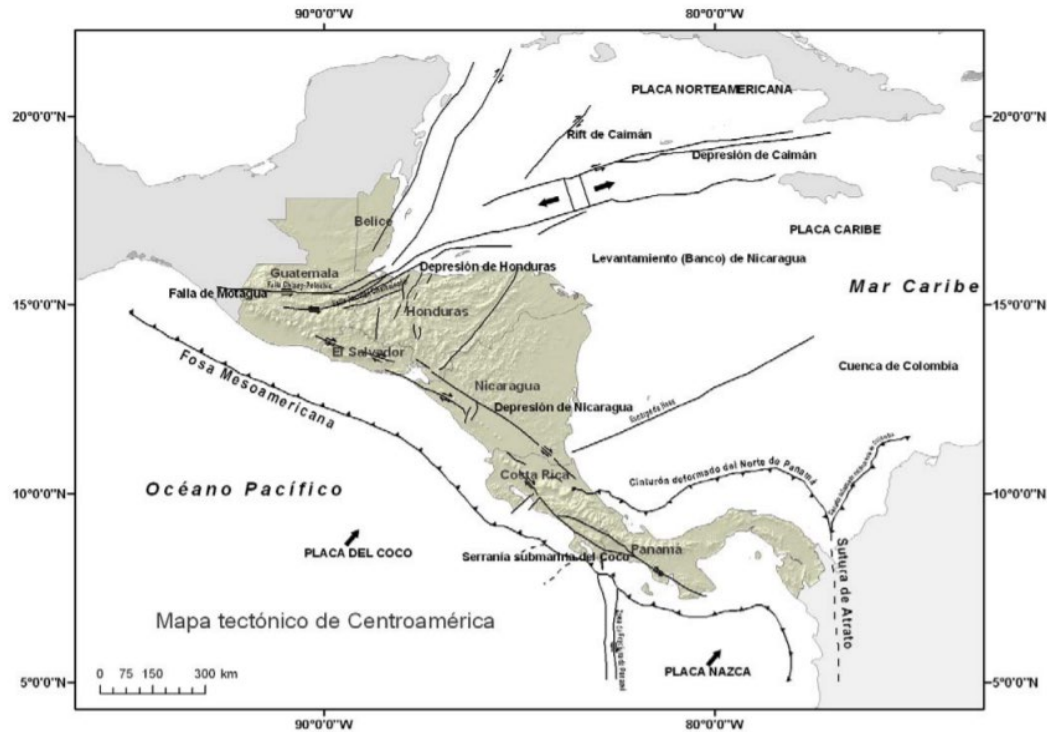 90°0'0"W
80°0'0"W
PLACA NORTEAMERICANA
20°0'0"N
20°0'0"N
Rift de Caimán
Depresión de Caimán
Belice
PLACA CARIBE
Levantamiento (Banco) de Nicaragua
Depresión de Honduras
Guatemala
Falla de Motagua
Mar Caribe
15°0'0"N
15°0'0"N
Honduras
El Salvador
Fosa Mesoamericana
Cuenca de Colombia
Nicaragua
Depresión de Nicaragua
Costa Rica
Cinturón deformado del Norte de Panamá
Océano Pacífico
10°0'0"N
10°0'0"N
PLACA DEL COCO
Serranía submarina del Coco
Panamá
Sutura de Atrato
Mapa tectónico de Centroamérica
PLACA NAZCA
0 75 150 300 km
5°0'0"N
5°0'0"N
90°0'0"W
80°0'0"W